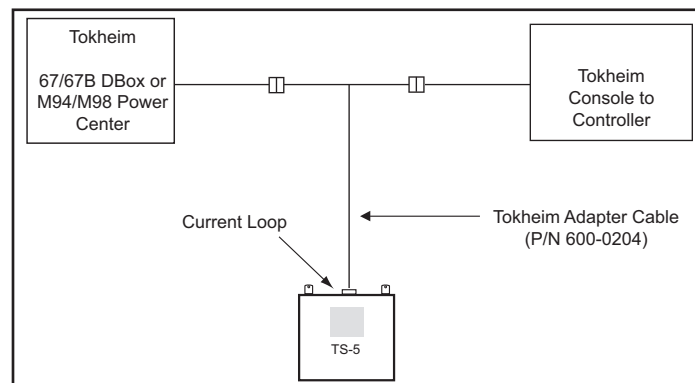 Tokheim
67/67B DBox or
M94/M98 Power
Center
Tokheim
Console to
Controller
Current Loop
Tokheim Adapter Cable
(P/N 600-0204)
TS-5